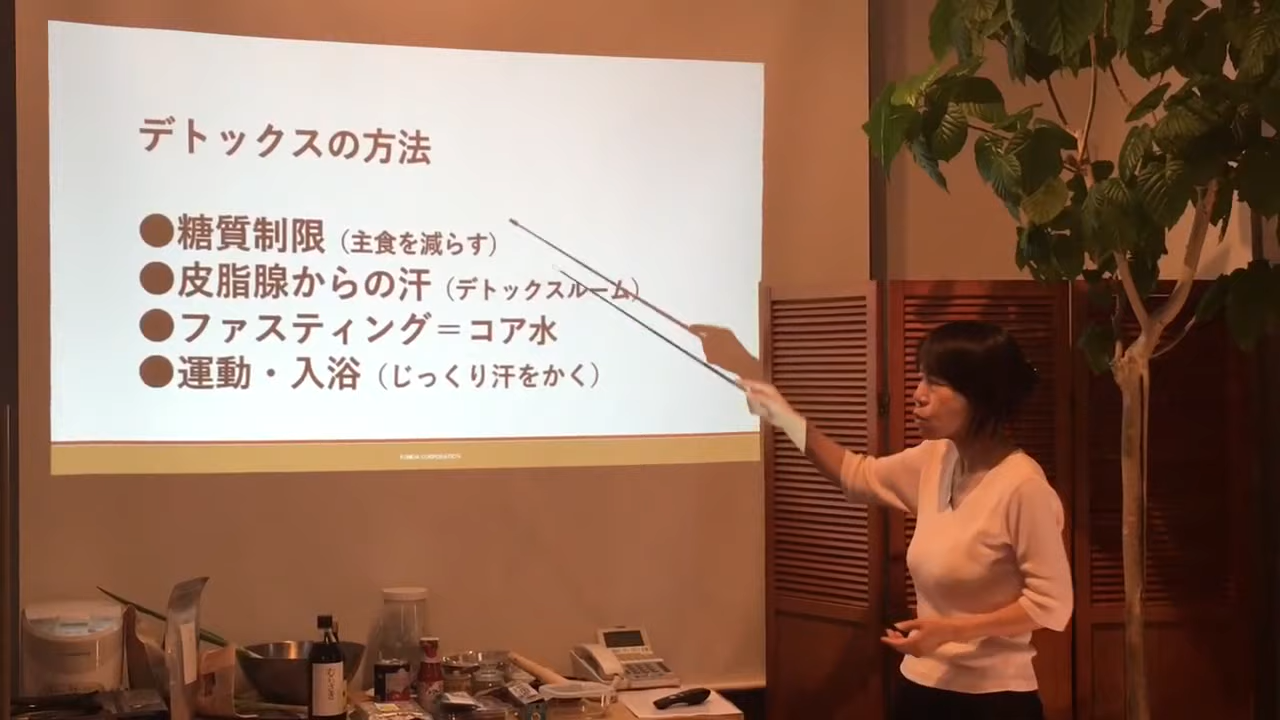 デトックスの方法
●糖質制限（主食を減らす）
●皮脂腺からの汗（デトックスルーム）
●ファスティング＝コア水
●運動・入浴（じっくり汗をかく）